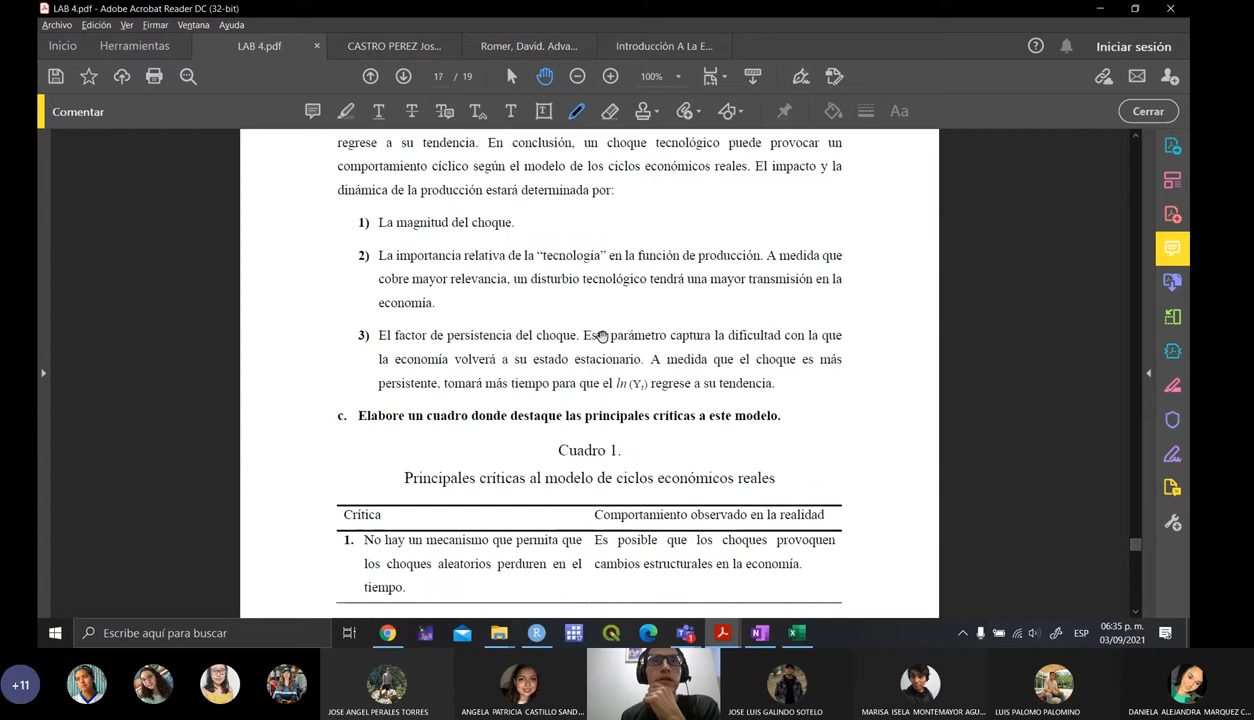 LAB 4.pdf - Adobe Acrobat Reader DC (32-bit)
Archivo Edición Ver Firmar Ventana Ayuda
Inicio Herramientas LAB 4.pdf × CASTRO PEREZ Jos... Romer, David. Adva... Introducción A La E... Iniciar sesión
17 / 19 100%
Comentar Cerrar
regrese a su tendencia. En conclusión, un choque tecnológico puede provocar un
comportamiento cíclico según el modelo de los ciclos económicos reales. El impacto y la
dinámica de la producción estará determinada por:
1) La magnitud del choque.
2) La importancia relativa de la “tecnología” en la función de producción. A medida que
cobre mayor relevancia, un disturbio tecnológico tendrá una mayor transmisión en la
economía.
3) El factor de persistencia del choque. Es parámetro captura la dificultad con la que
la economía volverá a su estado estacionario. A medida que el choque es más
persistente, tomará más tiempo para que el ln (Yt) regrese a su tendencia.
c. Elabore un cuadro donde destaque las principales críticas a este modelo.
Cuadro 1.
Principales críticas al modelo de ciclos económicos reales
Crítica Comportamiento observado en la realidad
1. No hay un mecanismo que permita que Es posible que los choques provoquen
los choques aleatorios perduren en el cambios estructurales en la economía.
tiempo.
Escribe aquí para buscar ESP 06:35 p. m.
03/09/2021
+11
JOSE ANGEL PERALES TORRES ANGELA PATRICIA CASTILLO SAND... JOSE LUIS GALINDO SOTELO MARISA ISELA MONTEMAYOR AGU... LUIS PALOMO PALOMINO DANIELA ALEJANDRA MARQUEZ C...